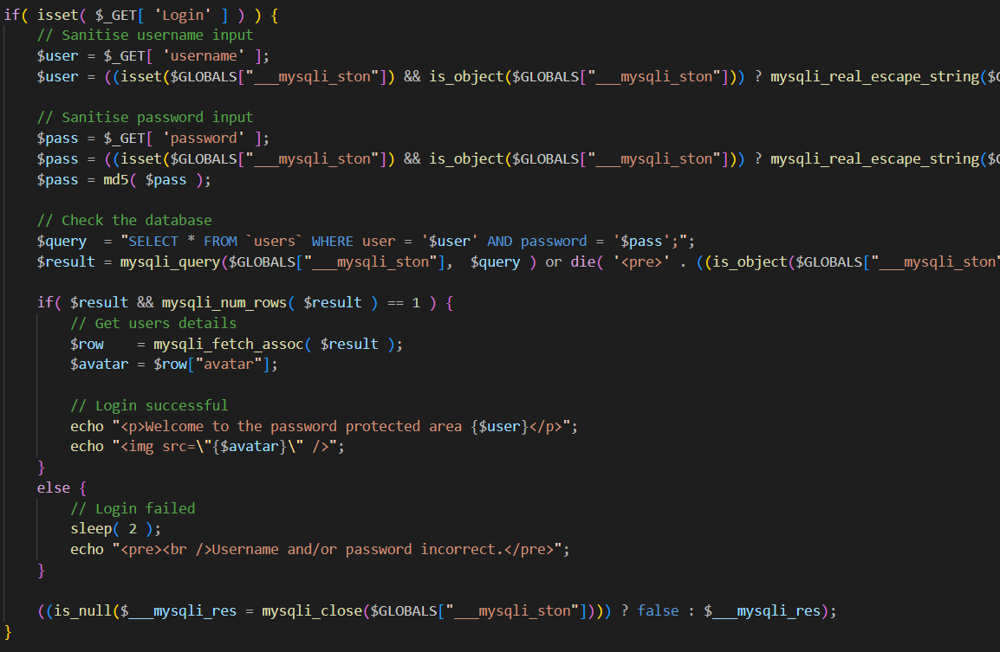 if( isset( $_GET[ 'Login' ] ) ) {
// Sanitise username input
$user = $_GET[ 'username' ];
$user = ((isset($GLOBALS["___mysqli_ston"]) && is_object($GLOBALS["___mysqli_ston"])) ? mysqli_real_escape_string($G
// Sanitise password input
$pass = $_GET[ 'password' ];
$pass = ((isset($GLOBALS["___mysqli_ston"]) && is_object($GLOBALS["___mysqli_ston"])) ? mysqli_real_escape_string($G
$pass = md5( $pass );
// Check the database
$query  = "SELECT * FROM `users` WHERE user = '$user' AND password = '$pass';";
$result = mysqli_query($GLOBALS["___mysqli_ston"],  $query ) or die( '<pre>' . ((is_object($GLOBALS["___mysqli_ston"
if( $result && mysqli_num_rows( $result ) == 1 ) {
// Get users details
$row    = mysqli_fetch_assoc( $result );
$avatar = $row["avatar"];
// Login successful
echo "<p>Welcome to the password protected area {$user}</p>";
echo "<img src=\"{$avatar}\" />";
}
else {
// Login failed
sleep( 2 );
echo "<pre><br />Username and/or password incorrect.</pre>";
}
((is_null($___mysqli_res = mysqli_close($GLOBALS["___mysqli_ston"]))) ? false : $___mysqli_res);
}